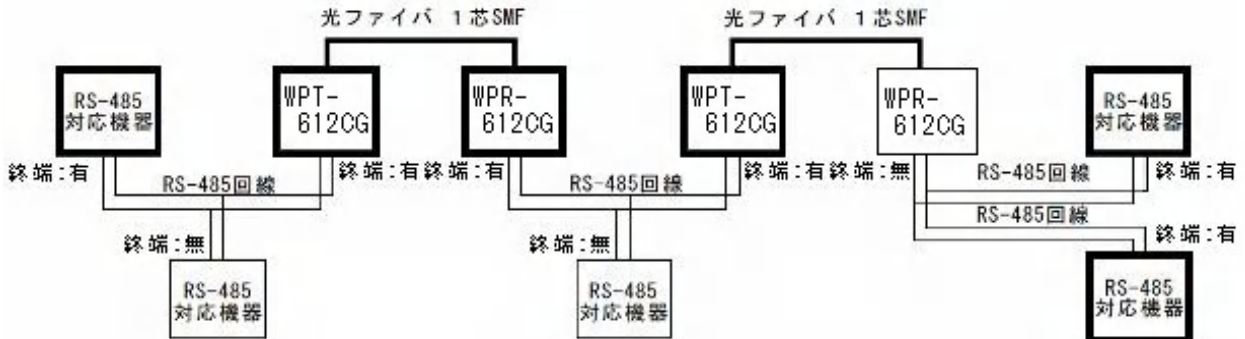 光ファイバ 1芯SMF
光ファイバ 1芯SMF
RS-485
対応機器
WPT-
612CG
WPR-
612CG
WPT-
612CG
WPR-
612CG
RS-485
対応機器
終端:有
終端:有
終端:有
終端:有
終端:無
終端:有
RS-485回線
RS-485回線
RS-485回線
RS-485回線
終端:無
終端:無
終端:有
RS-485
対応機器
RS-485
対応機器
RS-485
対応機器